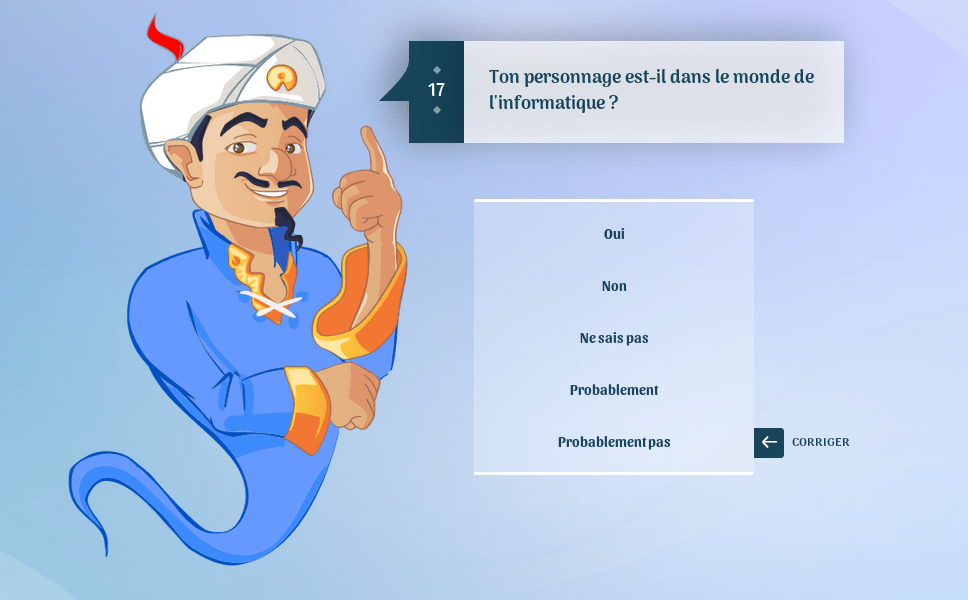 17
Ton personnage est-il dans le monde de
l'informatique ?
Oui
Non
Ne sais pas
Probablement
Probablement pas
CORRIGER